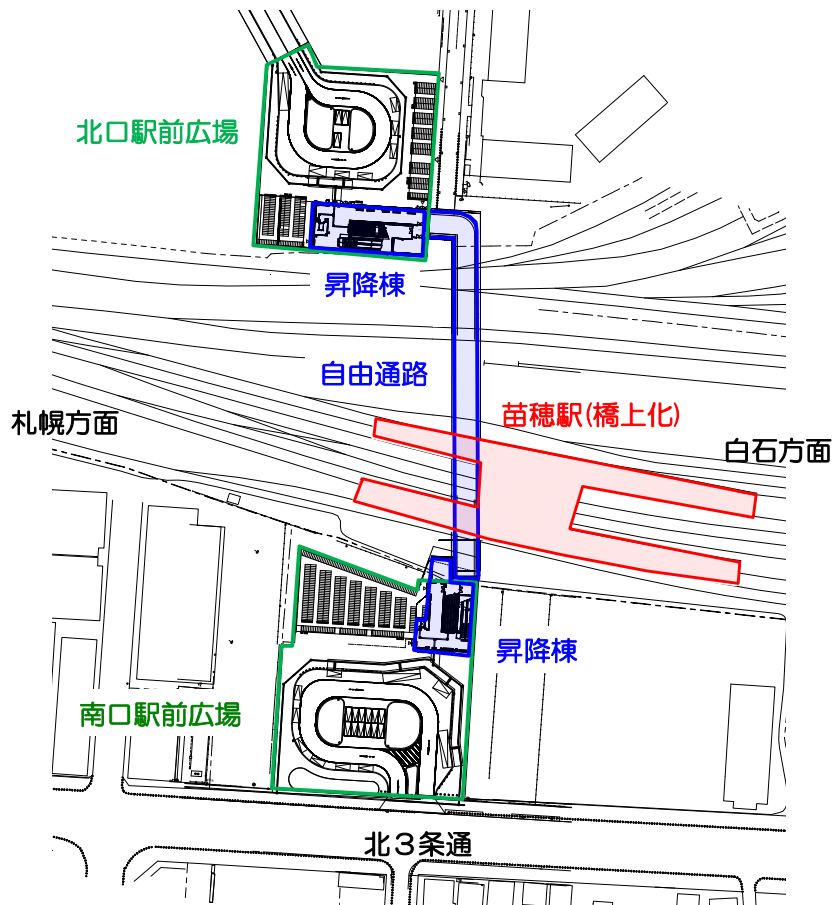 北口駅前広場
昇降棟
自由通路
苗穂駅(橋上化)
札幌方面
白石方面
昇降棟
南口駅前広場
北3条通